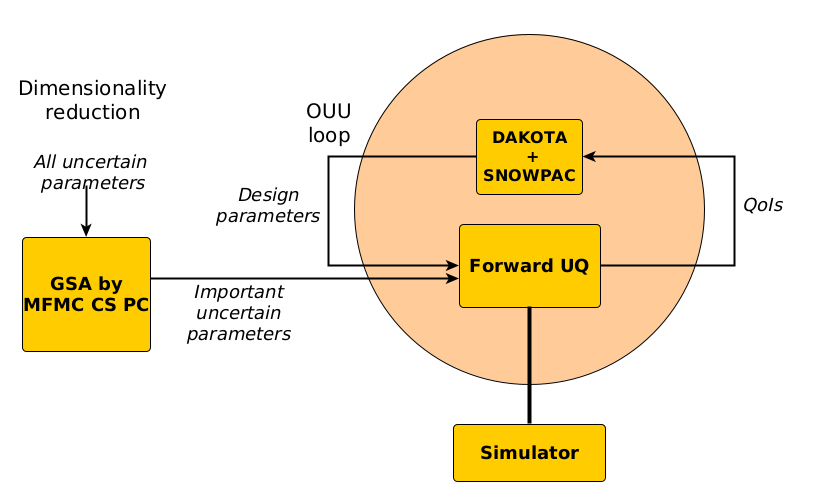 Dimensionality
reduction
All uncertain
parameters
GSA by
MFMC CS PC
Important
uncertain
parameters
OUU
loop
Design
parameters
DAKOTA
+
SNOWPAC
QoIs
Forward UQ
Simulator